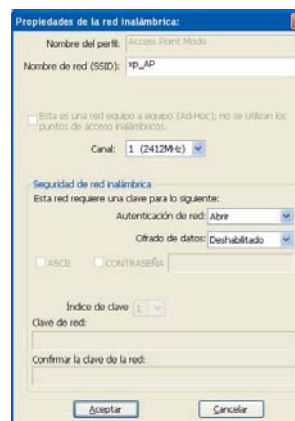 Propiedades de la red inalámbrica:
Nombre del perfil: Access Point Mode
Nombre de red (SSID): xp_AP
Esta es una red equipo a equipo (Ad-Hoc); no se utilizan los
puntos de acceso inalámbricos.
Canal: 1 (2412MHz)
Seguridad de red inalámbrica
Esta red requiere una clave para lo siguiente:
Autenticación de red: Abrir
Cifrado de datos: Deshabilitado
ASCII CONTRASEÑA
Índice de clave 1
Clave de red:
Confirmar la clave de la red:
Aceptar Cancelar